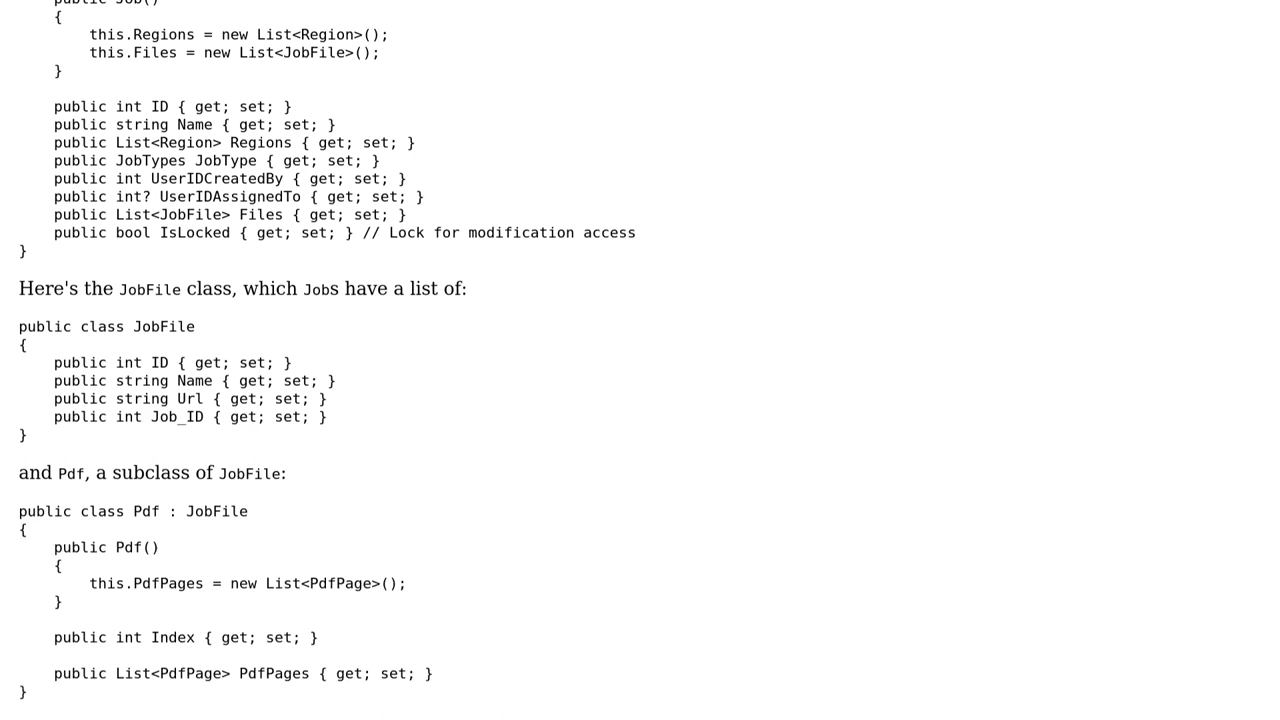 public Job()
    {
        this.Regions = new List<Region>();
        this.Files = new List<JobFile>();
    }

    public int ID { get; set; }
    public string Name { get; set; }
    public List<Region> Regions { get; set; }
    public JobTypes JobType { get; set; }
    public int UserIDCreatedBy { get; set; }
    public int? UserIDAssignedTo { get; set; }
    public List<JobFile> Files { get; set; }
    public bool IsLocked { get; set; } // Lock for modification access
}
Here's the JobFile class, which Jobs have a list of:
public class JobFile
{
    public int ID { get; set; }
    public string Name { get; set; }
    public string Url { get; set; }
    public int Job_ID { get; set; }
}
and Pdf, a subclass of JobFile:
public class Pdf : JobFile
{
    public Pdf()
    {
        this.PdfPages = new List<PdfPage>();
    }

    public int Index { get; set; }

    public List<PdfPage> PdfPages { get; set; }
}